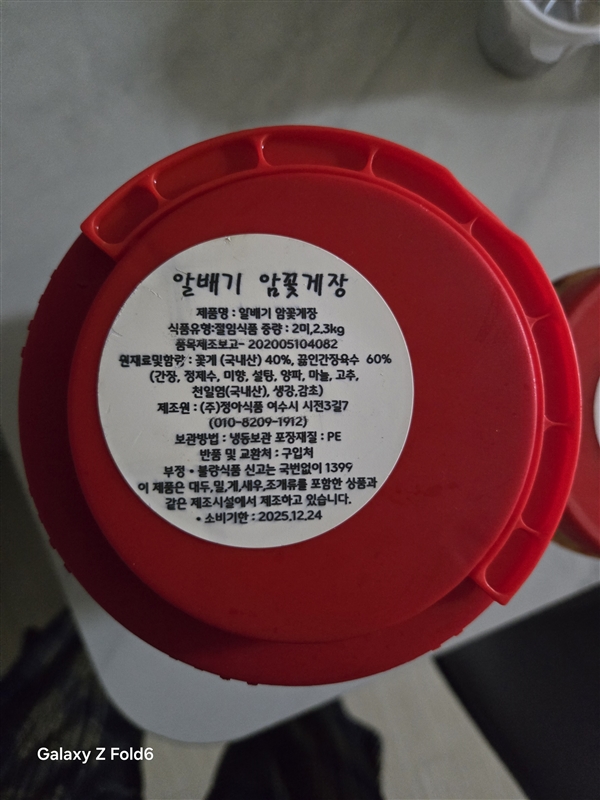 알배기 암꽃게장
제품명 : 알배기 암꽃게장
식품유형:절임식품 중량 : 2미,2.3kg
품목제조보고- 202005104082
원재료및함량 : 꽃게 (국내산) 40%, 끓인간장육수 60%
(간장, 정제수, 미향, 설탕, 양파, 마늘, 고추,
천일염(국내산), 생강,감초)
제조원 : (주)정아식품 여수시 시전3길7
(010-8209-1912)
보관방법 : 냉동보관 포장재질 : PE
반품 및 교환처 : 구입처
부정 • 불량식품 신고는 국번없이 1399
이 제품은 대두,밀,게,새우,조개류를 포함한 상품과
같은 제조시설에서 제조하고 있습니다.
• 소비기한 : 2025.12.24
Galaxy Z Fold6